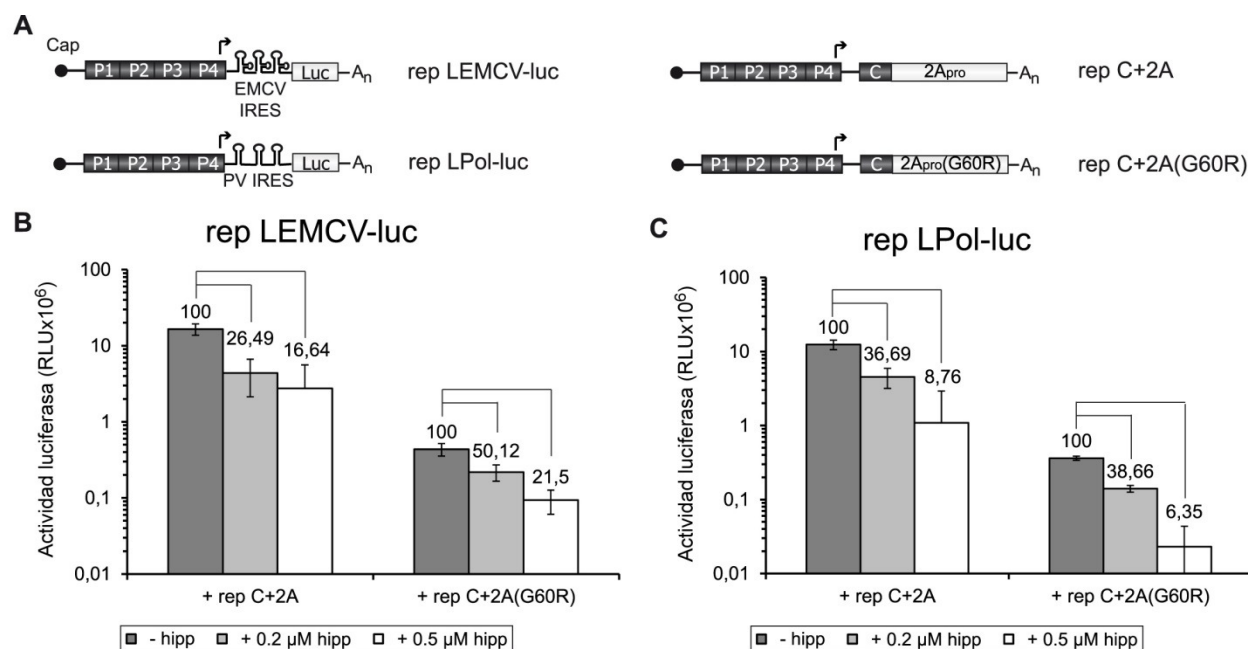 A
Cap
P1 P2 P3 P4 Luc An
EMCV
IRES
rep LEMCV-luc
P1 P2 P3 P4 C 2Apro An
rep C+2A
P1 P2 P3 P4 Luc An
PV IRES
rep LPol-luc
P1 P2 P3 P4 C 2Apro(G60R) An
rep C+2A(G60R)
B
rep LEMCV-luc
Actividad luciferasa (RLUx10⁶)
100
10
1
0,1
0,01
100
26,49
16,64
100
50,12
21,5
+ rep C+2A
+ rep C+2A(G60R)
- hipp + 0.2 µM hipp + 0.5 µM hipp
C
rep LPol-luc
Actividad luciferasa (RLUx10⁶)
100
10
1
0,1
0,01
100
36,69
8,76
100
38,66
6,35
+ rep C+2A
+ rep C+2A(G60R)
- hipp + 0.2 µM hipp + 0.5 µM hipp